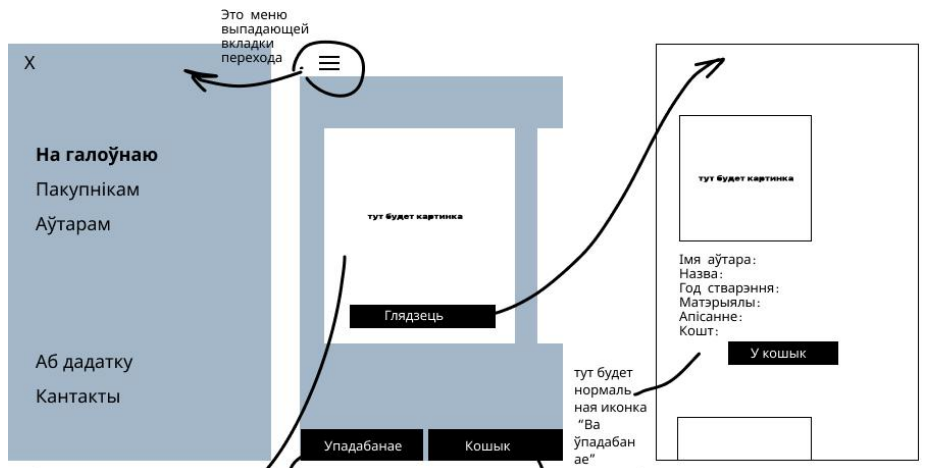 Это меню
выпадающей
вкладки
перехода
X
На галоўнаю
Пакупнікам
Аўтарам
Аб дадатку
Кантакты
тут будет картинка
Глядзець
Упадабанае
Кошык
тут будет картинка
Імя аўтара:
Назва:
Год стварэння:
Матэрыялы:
Апісанне:
Кошт:
У кошык
тут будет
нормаль
ная иконка
“Ва
ўпадабан
ае”